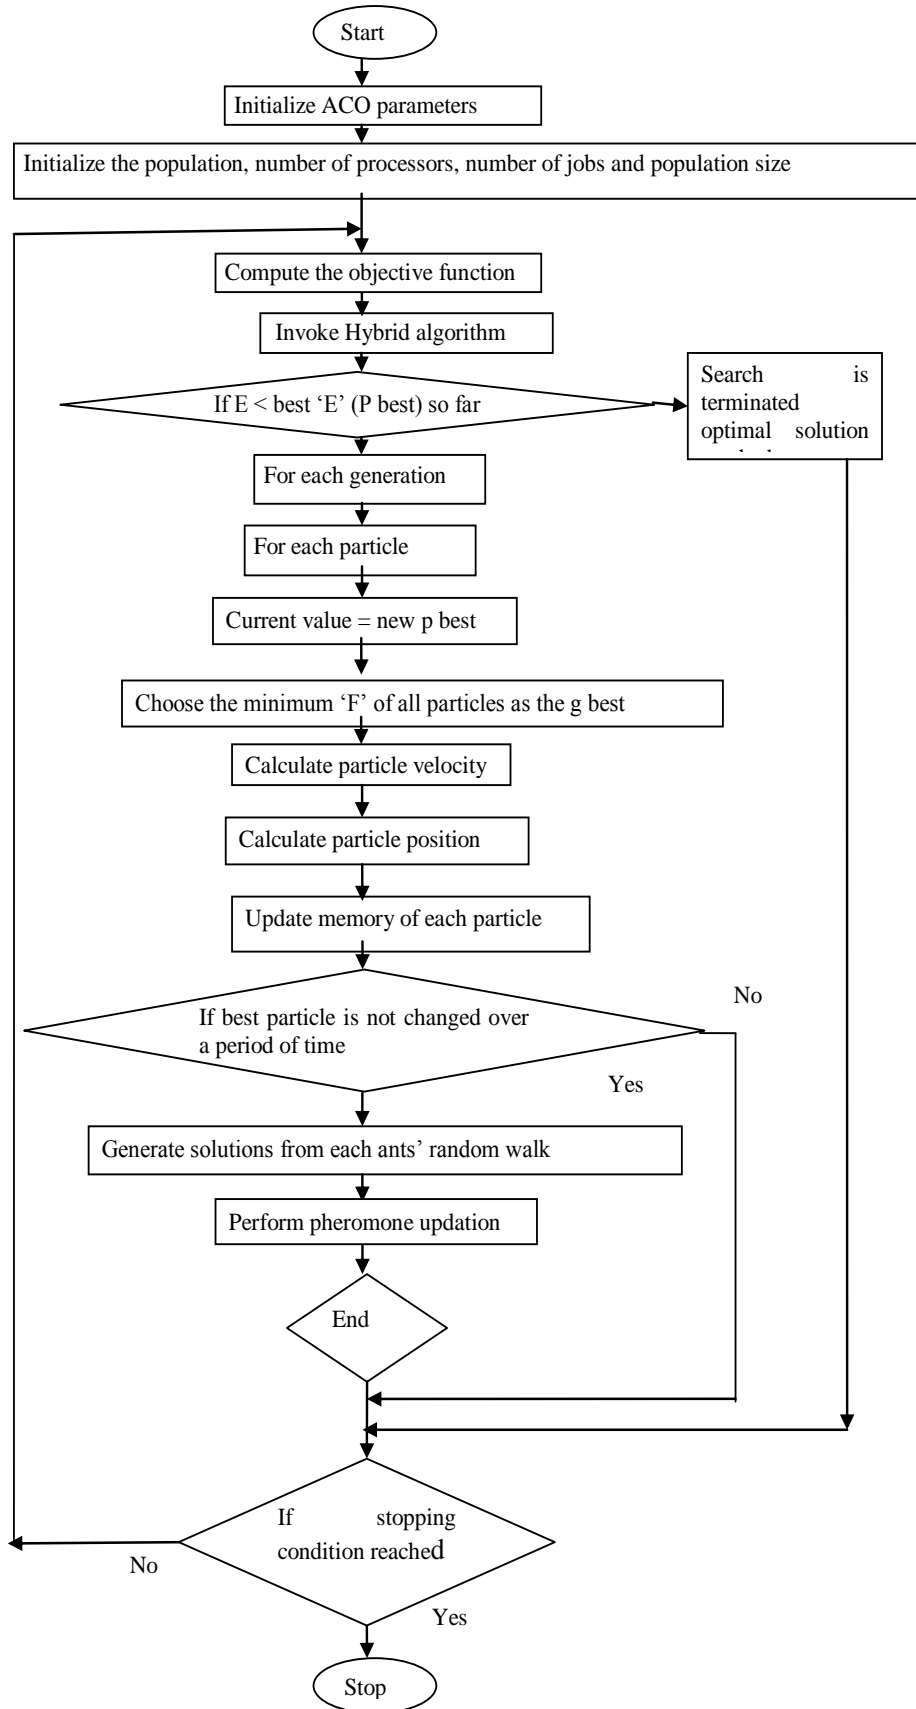 Start
Initialize ACO parameters
Initialize the population, number of processors, number of jobs and population size
Compute the objective function
Invoke Hybrid algorithm
If E < best ‘E’ (P best) so far
Search is
terminated
optimal solution
For each generation
For each particle
Current value = new p best
Choose the minimum ‘F’ of all particles as the g best
Calculate particle velocity
Calculate particle position
Update memory of each particle
If best particle is not changed over
a period of time
No
Yes
Generate solutions from each ants’ random walk
Perform pheromone updation
End
If stopping
condition reached
No
Yes
Stop